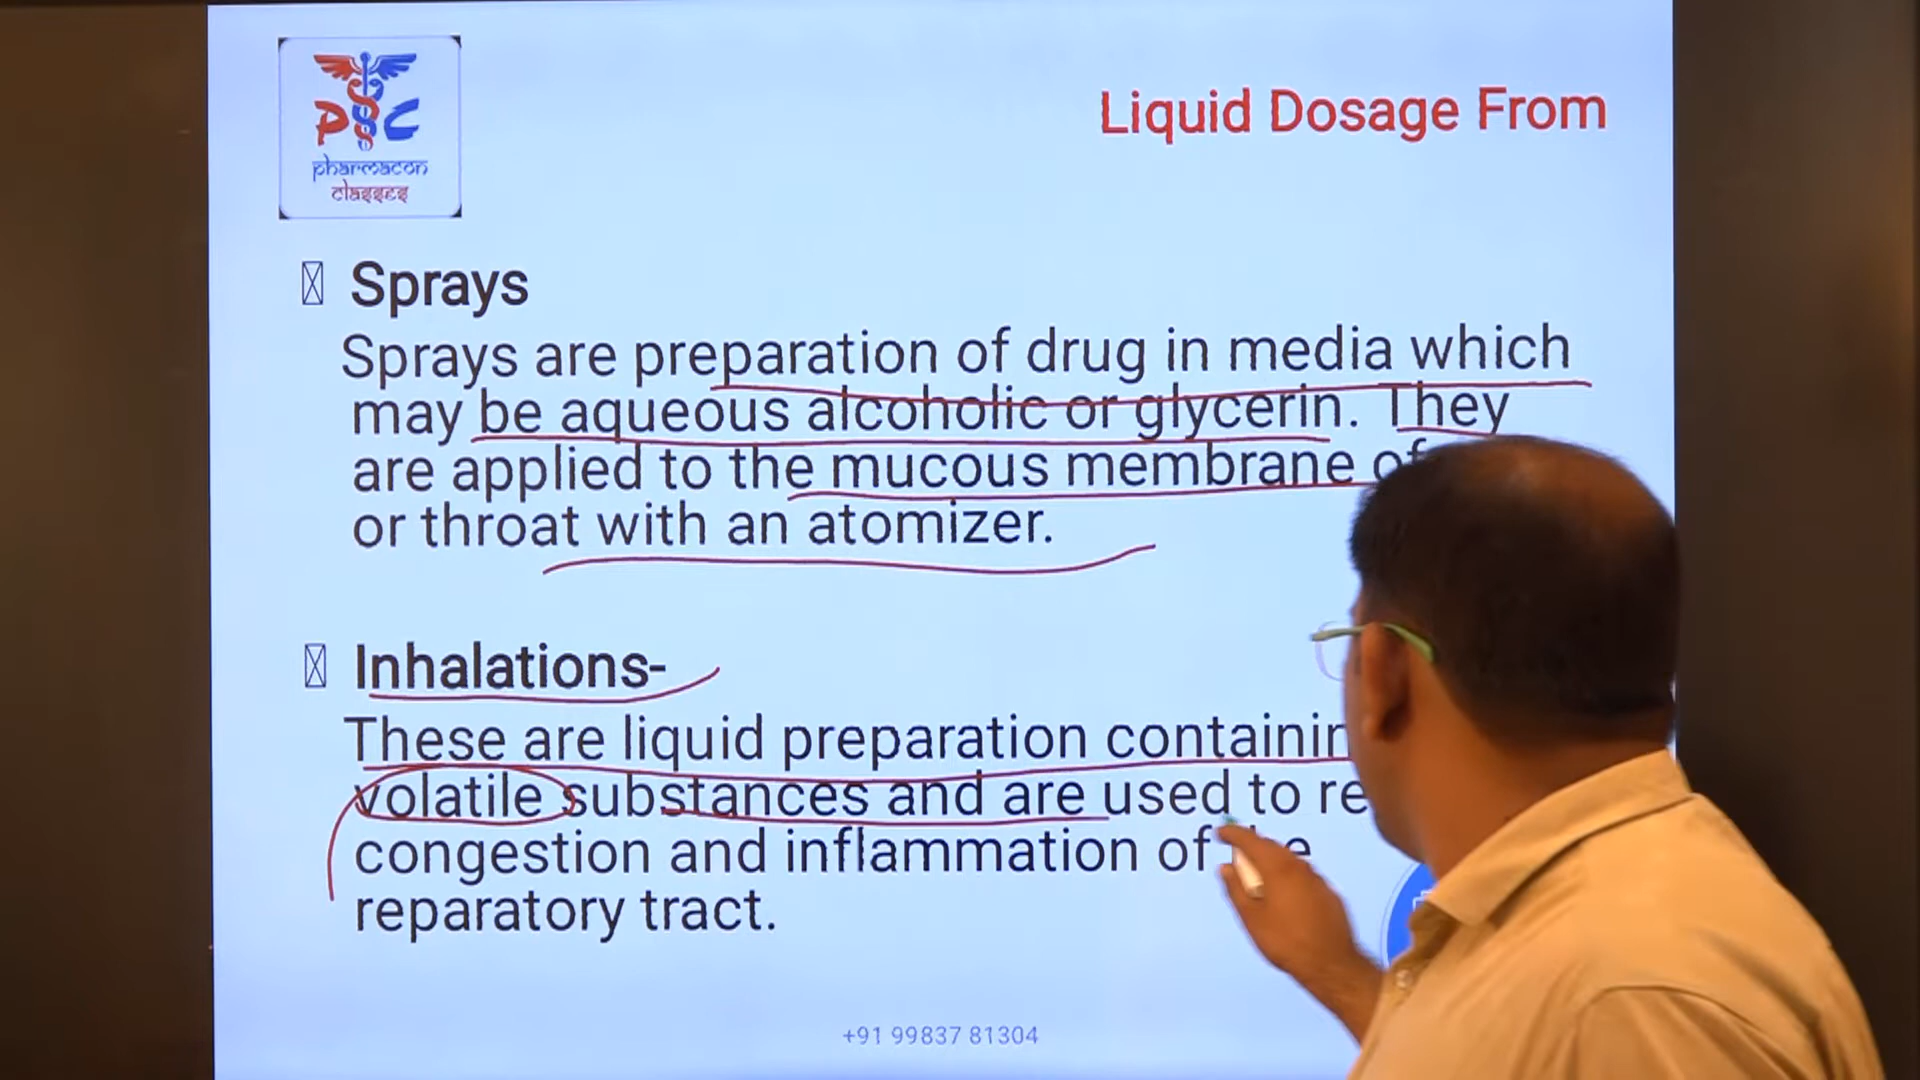 PC
pharmacon
classes
Liquid Dosage From
Sprays
Sprays are preparation of drug in media which
may be aqueous alcoholic or glycerin. They
are applied to the mucous membrane of
or throat with an atomizer.
Inhalations-
These are liquid preparation
volatile substances and are used to
congestion and inflammation of
reparatory tract.
+91 99837 81304